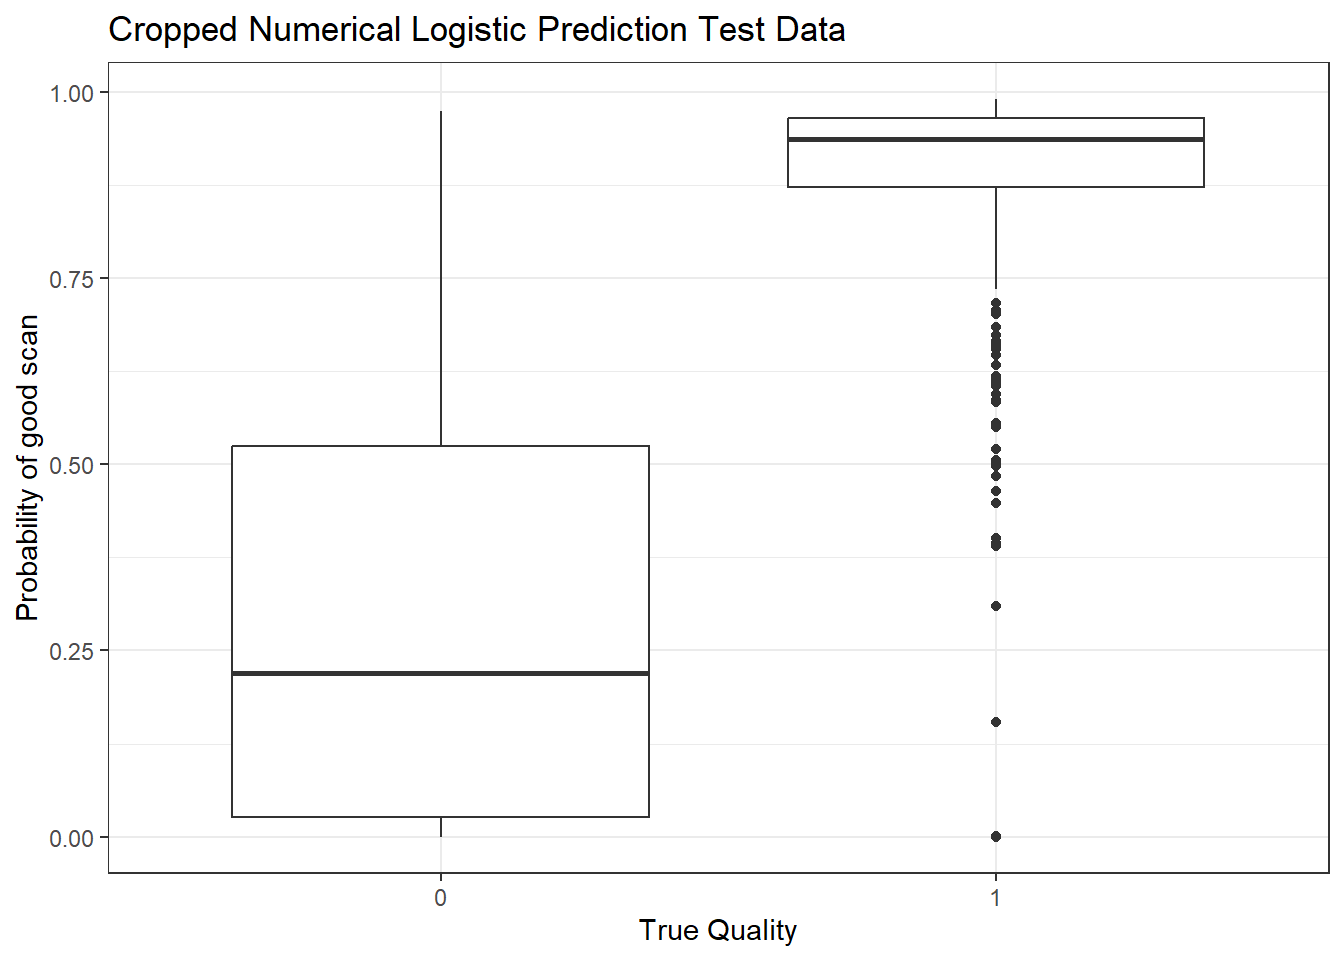 Cropped Numerical Logistic Prediction Test Data
Probability of good scan
1.00
0.75
0.50
0.25
0.00
0
1
True Quality